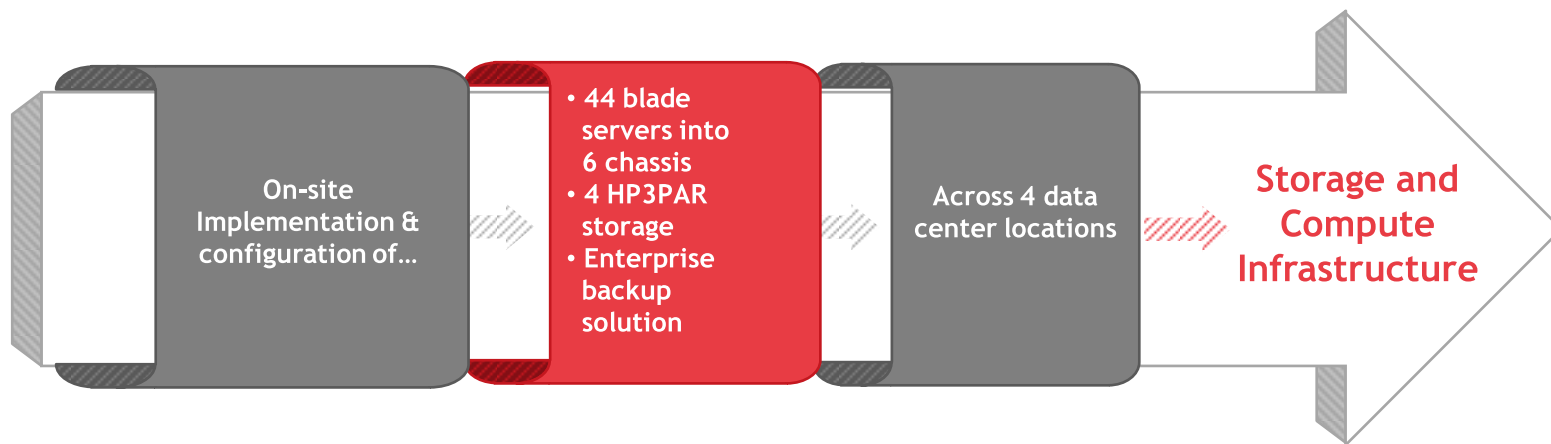 On-site
Implementation &
configuration of…
• 44 blade
servers into
6 chassis
• 4 HP3PAR
storage
• Enterprise
backup
solution
Across 4 data
center locations
Storage and
Compute
Infrastructure